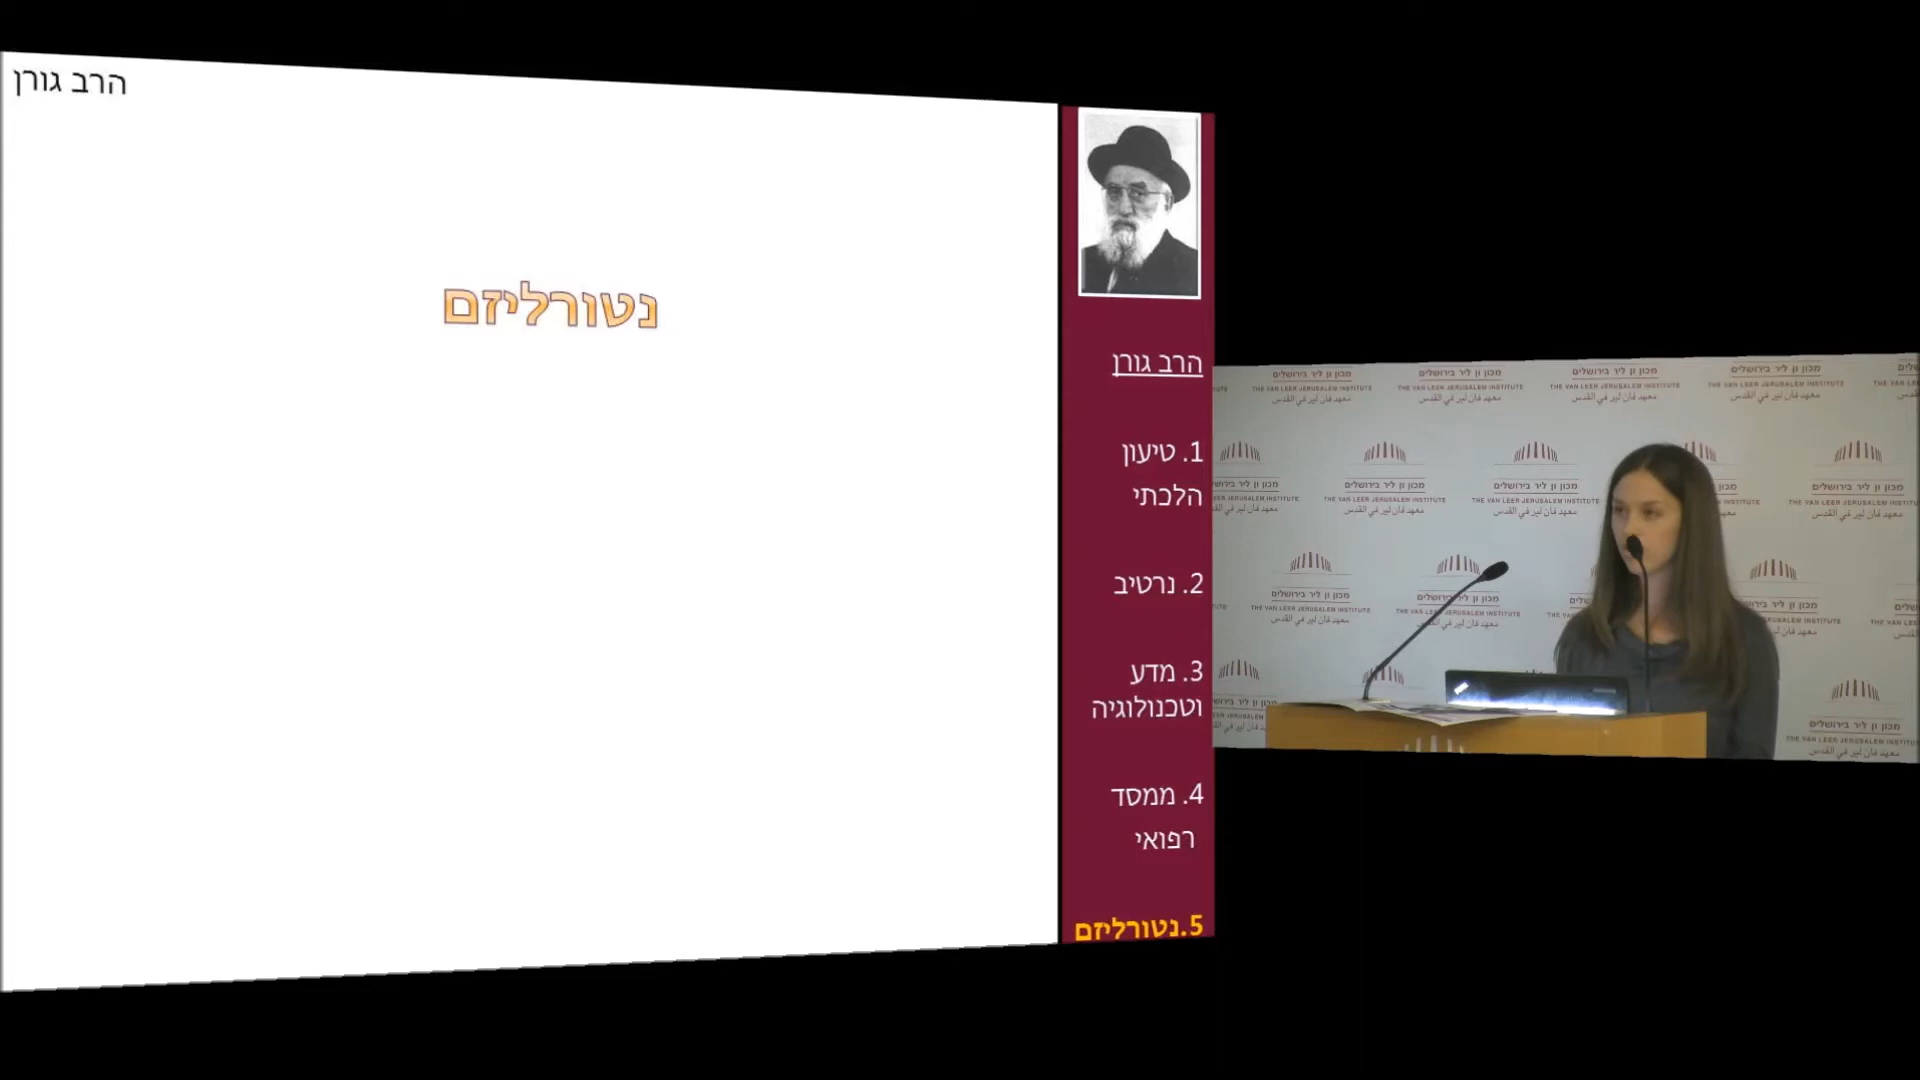 הרב גורן
נטורליזם
הרב גורן
1. טיעון
הלכתי
2. נרטיב
3. מדע
וטכנולוגיה
4. ממסד
רפואי
5.נטורליזם
מכון ון ליר בירושלים
THE VAN LEER JERUSALEM INSTITUTE
معهد فان لير في القدس